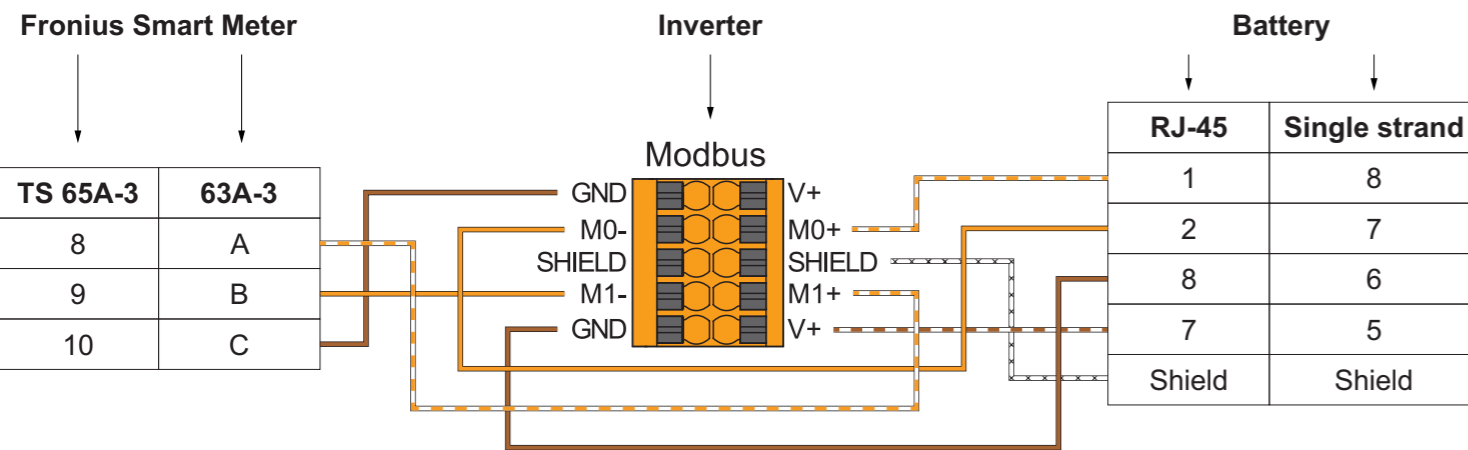 Fronius Smart Meter
Inverter
Battery
TS 65A-3 63A-3
8 A
9 B
10 C
Modbus
GND V+
M0- M0+
SHIELD SHIELD
M1- M1+
GND V+
RJ-45 Single strand
1 8
2 7
8 6
7 5
Shield Shield